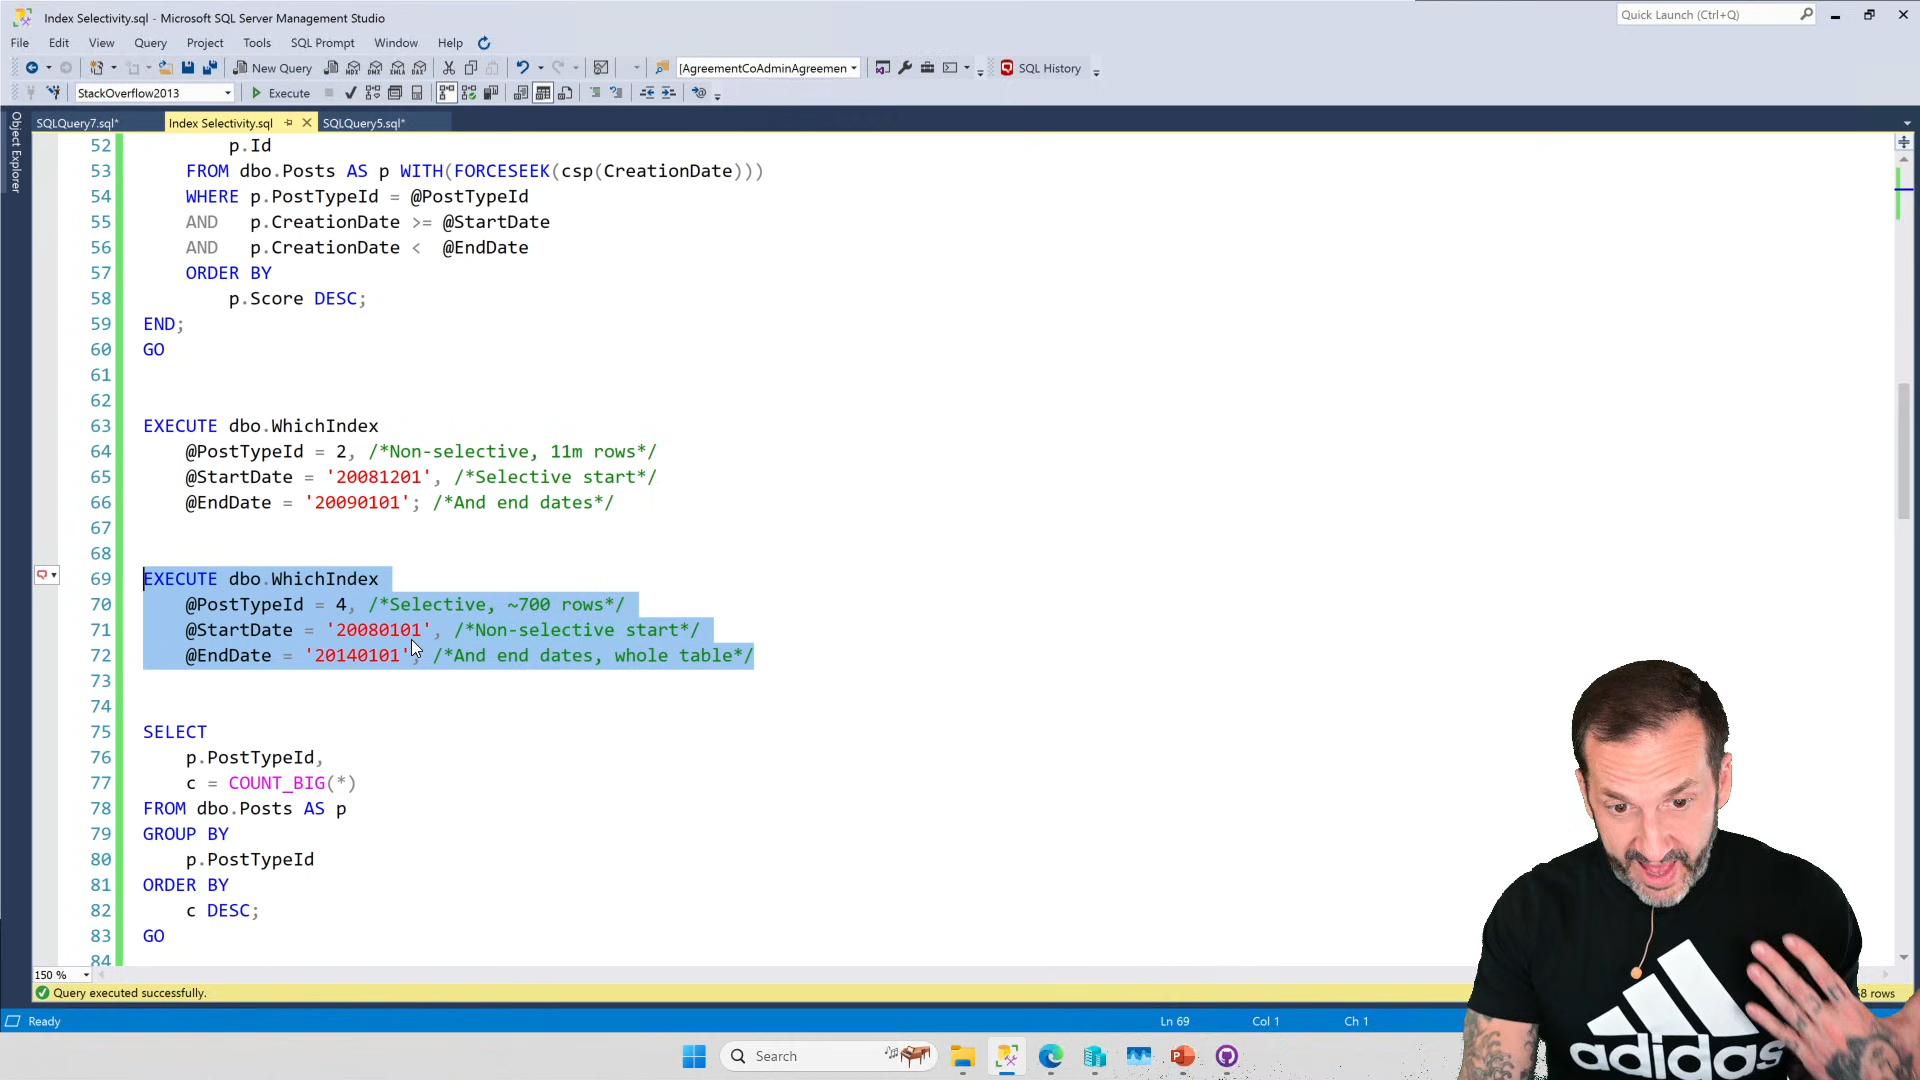 Index Selectivity.sql - Microsoft SQL Server Management Studio
Quick Launch (Ctrl+Q)
File Edit View Query Project Tools SQL Prompt Window Help
New Query
MDX DMX XMLA DAX
[AgreementCoAdminAgreemen
SQL History
StackOverflow2013
Execute
SQLQuery7.sql*
Index Selectivity.sql
SQLQuery5.sql*
Object Explorer
52 p.Id
53 FROM dbo.Posts AS p WITH(FORCESEEK(csp(CreationDate)))
54 WHERE p.PostTypeId = @PostTypeId
55 AND p.CreationDate >= @StartDate
56 AND p.CreationDate < @EndDate
57 ORDER BY
58 p.Score DESC;
59 END;
60 GO
61
62
63 EXECUTE dbo.WhichIndex
64 @PostTypeId = 2, /*Non-selective, 11m rows*/
65 @StartDate = '20081201', /*Selective start*/
66 @EndDate = '20090101'; /*And end dates*/
67
68
69 EXECUTE dbo.WhichIndex
70 @PostTypeId = 4, /*Selective, ~700 rows*/
71 @StartDate = '20080101', /*Non-selective start*/
72 @EndDate = '20140101'; /*And end dates, whole table*/
73
74
75 SELECT
76 p.PostTypeId,
77 c = COUNT_BIG(*)
78 FROM dbo.Posts AS p
79 GROUP BY
80 p.PostTypeId
81 ORDER BY
82 c DESC;
83 GO
84
150 %
Query executed successfully.
8 rows
Ready
Ln 69
Col 1
Ch 1
Search
adidas